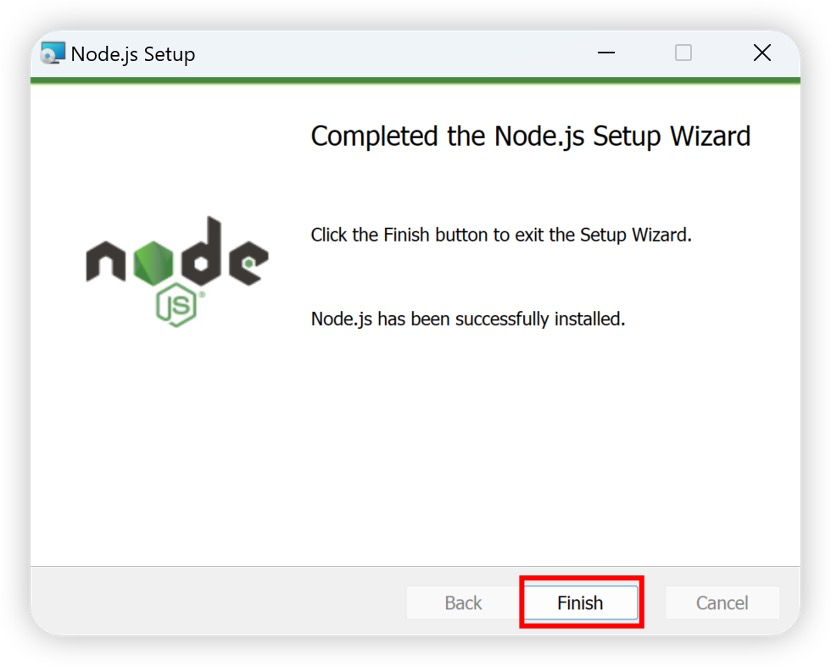 Node.js Setup
Completed the Node.js Setup Wizard
Click the Finish button to exit the Setup Wizard.
node
JS®
Node.js has been successfully installed.
Back
Finish
Cancel